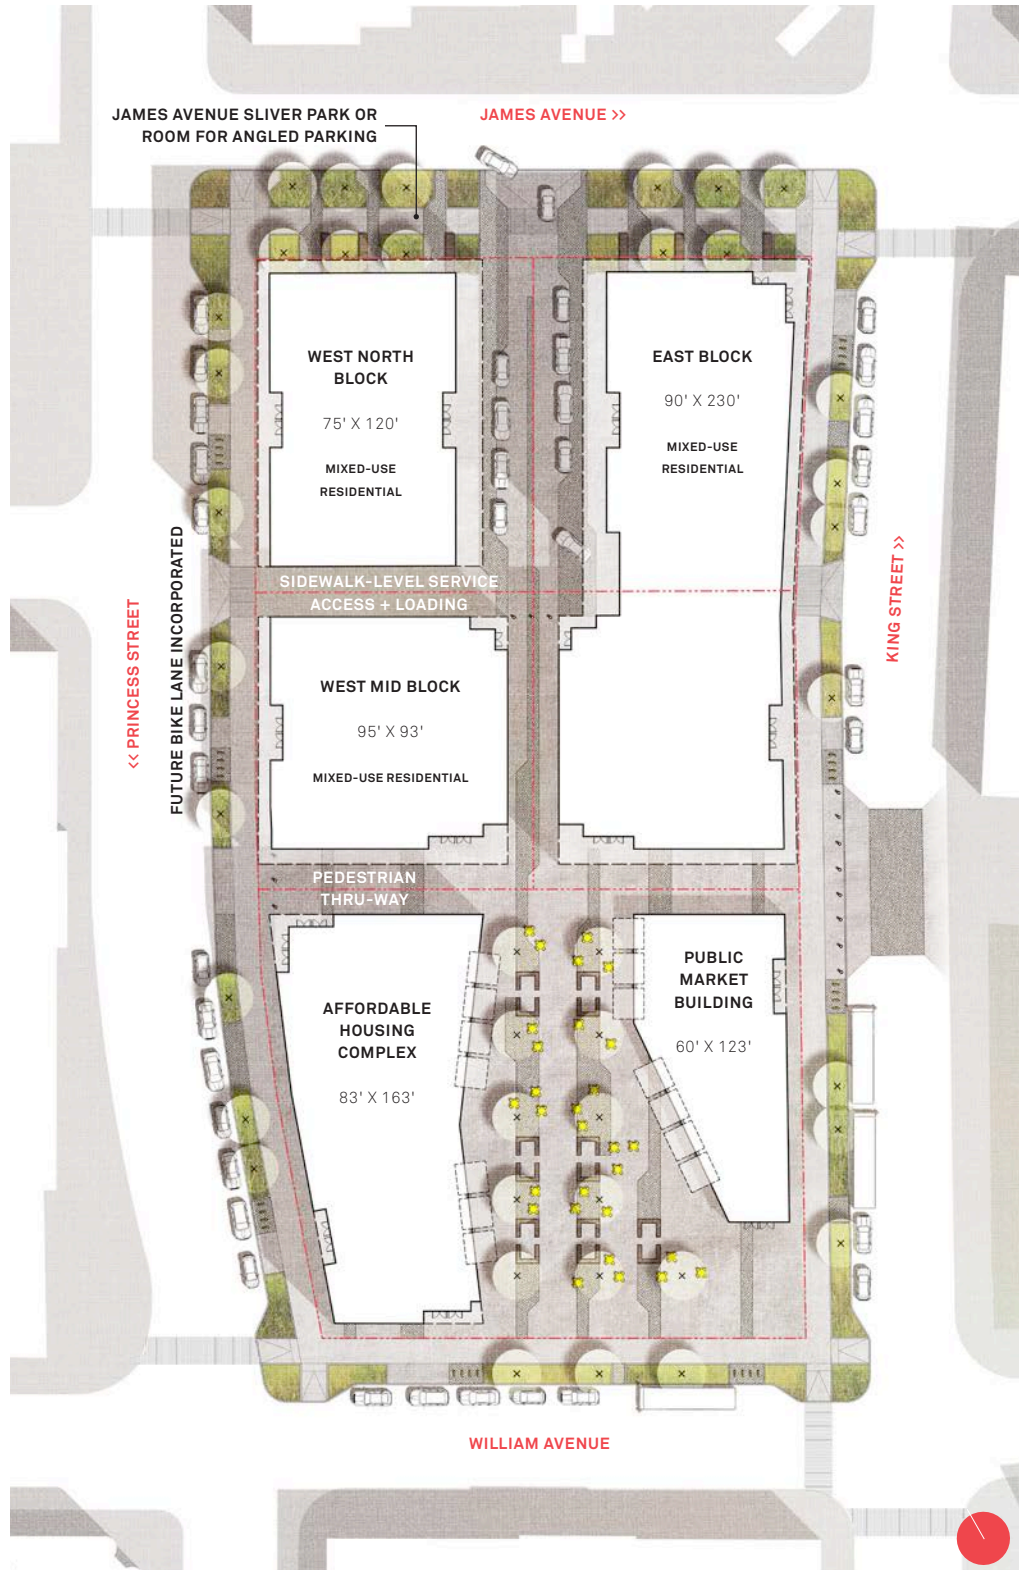 JAMES AVENUE SLIVER PARK OR
ROOM FOR ANGLED PARKING
JAMES AVENUE >>
WEST NORTH
BLOCK
75' X 120'
MIXED-USE
RESIDENTIAL
EAST BLOCK
90' X 230'
MIXED-USE
RESIDENTIAL
SIDEWALK-LEVEL SERVICE
ACCESS + LOADING
<< PRINCESS STREET
FUTURE BIKE LANE INCORPORATED
KING STREET >>
WEST MID BLOCK
95' X 93'
MIXED-USE RESIDENTIAL
PEDESTRIAN
THRU-WAY
AFFORDABLE
HOUSING
COMPLEX
83' X 163'
PUBLIC
MARKET
BUILDING
60' X 123'
WILLIAM AVENUE